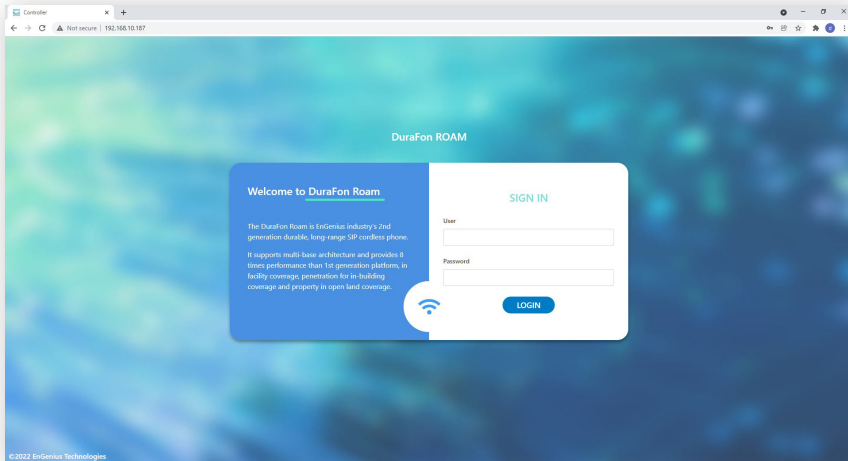 Controller
Not secure | 192.168.10.187
DuraFon ROAM
Welcome to DuraFon Roam
The DuraFon Roam is EnGenius industry's 2nd
generation durable, long-range SIP cordless phone.
It supports multi-base architecture and provides 8
times performance than 1st generation platform, in
facility coverage, penetration for in-building
coverage and property in open land coverage.
SIGN IN
User
Password
LOGIN
©2022 EnGenius Technologies